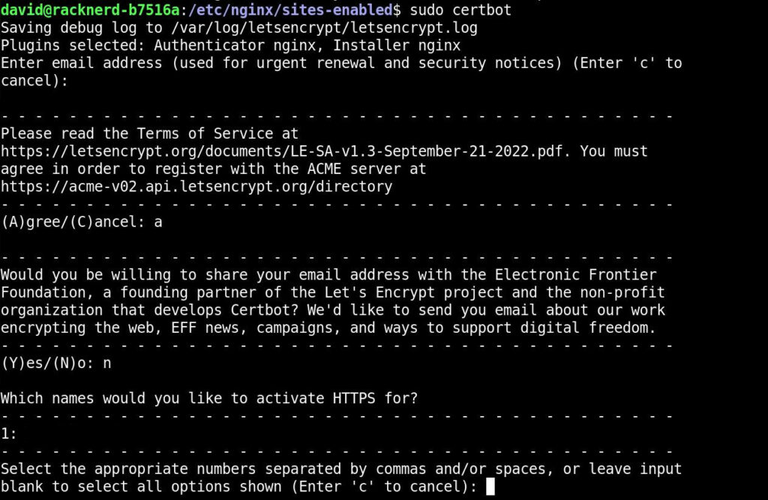 david@racknerd-b7516a:/etc/nginx/sites-enabled$ sudo certbot
Saving debug log to /var/log/letsencrypt/letsencrypt.log
Plugins selected: Authenticator nginx, Installer nginx
Enter email address (used for urgent renewal and security notices) (Enter 'c' to
cancel):
- - - - - - - - - - - - - - - - - - - - - - - - - - - - - - - - - - - - - - - -
Please read the Terms of Service at
https://letsencrypt.org/documents/LE-SA-v1.3-September-21-2022.pdf. You must
agree in order to register with the ACME server at
https://acme-v02.api.letsencrypt.org/directory
- - - - - - - - - - - - - - - - - - - - - - - - - - - - - - - - - - - - - - - -
(A)gree/(C)ancel: a
- - - - - - - - - - - - - - - - - - - - - - - - - - - - - - - - - - - - - - - -
Would you be willing to share your email address with the Electronic Frontier
Foundation, a founding partner of the Let's Encrypt project and the non-profit
organization that develops Certbot? We'd like to send you email about our work
encrypting the web, EFF news, campaigns, and ways to support digital freedom.
- - - - - - - - - - - - - - - - - - - - - - - - - - - - - - - - - - - - - - - -
(Y)es/(N)o: n
Which names would you like to activate HTTPS for?
- - - - - - - - - - - - - - - - - - - - - - - - - - - - - - - - - - - - - - - -
1:
- - - - - - - - - - - - - - - - - - - - - - - - - - - - - - - - - - - - - - - -
Select the appropriate numbers separated by commas and/or spaces, or leave input
blank to select all options shown (Enter 'c' to cancel):